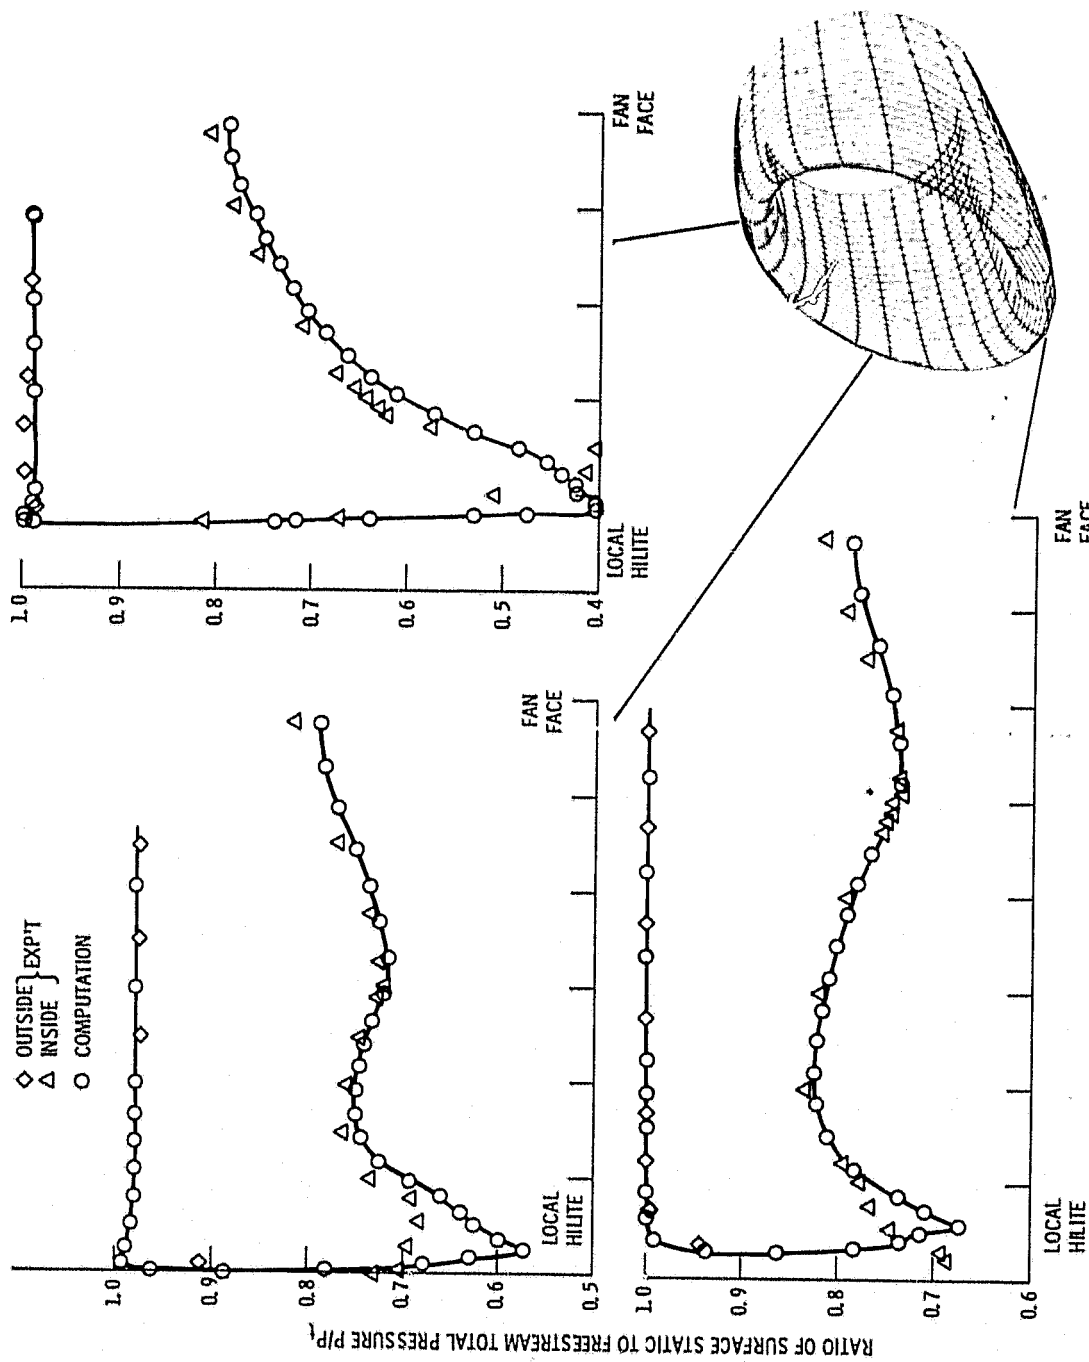 RATIO OF SURFACE STATIC TO FREESTREAM TOTAL PRESSURE P/Pt
◇ OUTSIDE } EXP'T
△ INSIDE
○ COMPUTATION
1.0
0.9
0.8
0.7
0.6
0.5
LOCAL
HILITE
FAN
FACE
1.0
0.9
0.8
0.7
0.6
0.5
0.4
LOCAL
HILITE
FAN
FACE
1.0
0.9
0.8
0.7
0.6
LOCAL
HILITE
FAN
FACE